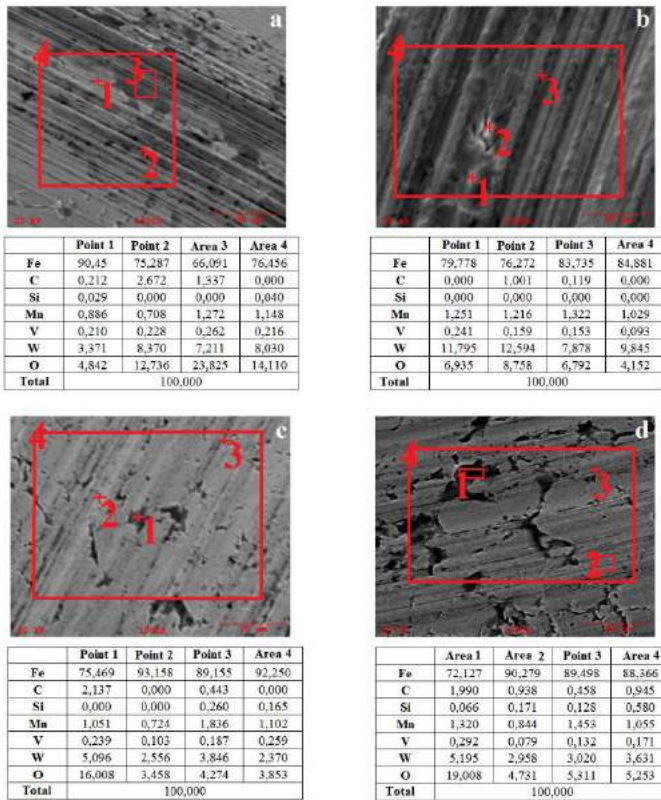 a
4
3
1
2
b
4
3
2
1
Point 1 Point 2 Area 3 Area 4
Fe 90,45 75,287 66,091 76,456
C 0,212 2,672 1,337 0,000
Si 0,029 0,000 0,000 0,040
Mn 0,886 0,708 1,272 1,148
V 0,210 0,228 0,262 0,216
W 3,371 8,370 7,211 8,030
O 4,842 12,736 23,825 14,110
Total 100,000
Point 1 Point 2 Area 3 Area 4
Fe 79,778 76,272 83,735 84,881
C 0,000 1,001 0,119 0,000
Si 0,000 0,000 0,000 0,000
Mn 1,251 1,216 1,322 1,029
V 0,241 0,159 0,153 0,093
W 11,795 12,594 7,878 9,845
O 6,935 8,758 6,792 4,152
Total 100,000
c
4
3
2
1
d
4
1
3
2
Point 1 Point 2 Point 3 Area 4
Fe 75,469 93,158 89,155 92,250
C 2,137 0,000 0,443 0,000
Si 0,000 0,000 0,260 0,165
Mn 1,051 0,724 1,836 1,102
V 0,239 0,103 0,187 0,259
W 5,096 2,556 3,846 2,370
O 16,008 3,458 4,274 3,853
Total 100,000
Area 1 Area 2 Point 3 Area 4
Fe 72,127 90,279 89,498 88,366
C 1,990 0,938 0,458 0,945
Si 0,066 0,171 0,128 0,580
Mn 1,320 0,844 1,453 1,055
V 0,292 0,079 0,132 0,171
W 5,195 2,958 3,020 3,631
O 19,008 4,731 5,311 5,253
Total 100,000